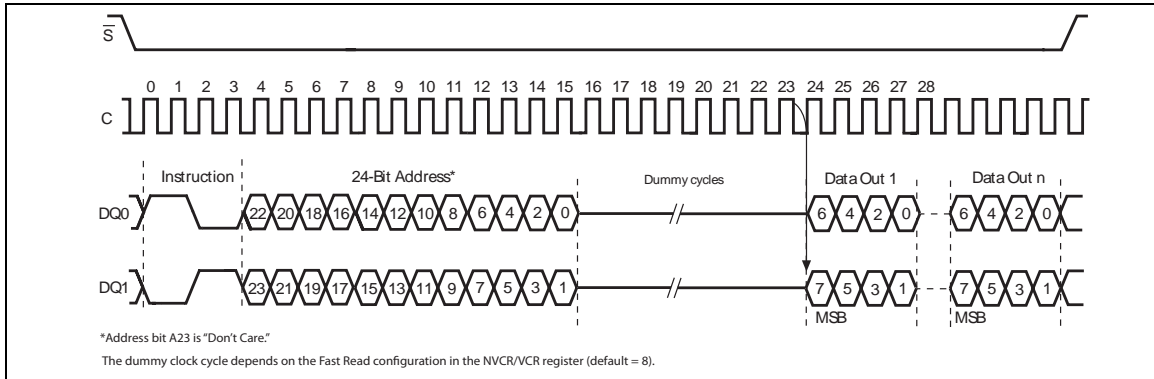 S
0 1 2 3 4 5 6 7 8 9 10 11 12 13 14 15 16 17 18 19 20 21 22 23 24 25 26 27 28
C
Instruction 24-Bit Address* Dummy cycles Data Out 1 Data Out n
DQ0 22 20 18 16 14 12 10 8 6 4 2 0 6 4 2 0 6 4 2 0
DQ1 23 21 19 17 15 13 11 9 7 5 3 1 7 5 3 1 7 5 3 1
MSB MSB
*Address bit A23 is "Don't Care."
The dummy clock cycle depends on the Fast Read configuration in the NVCR/VCR register (default = 8).